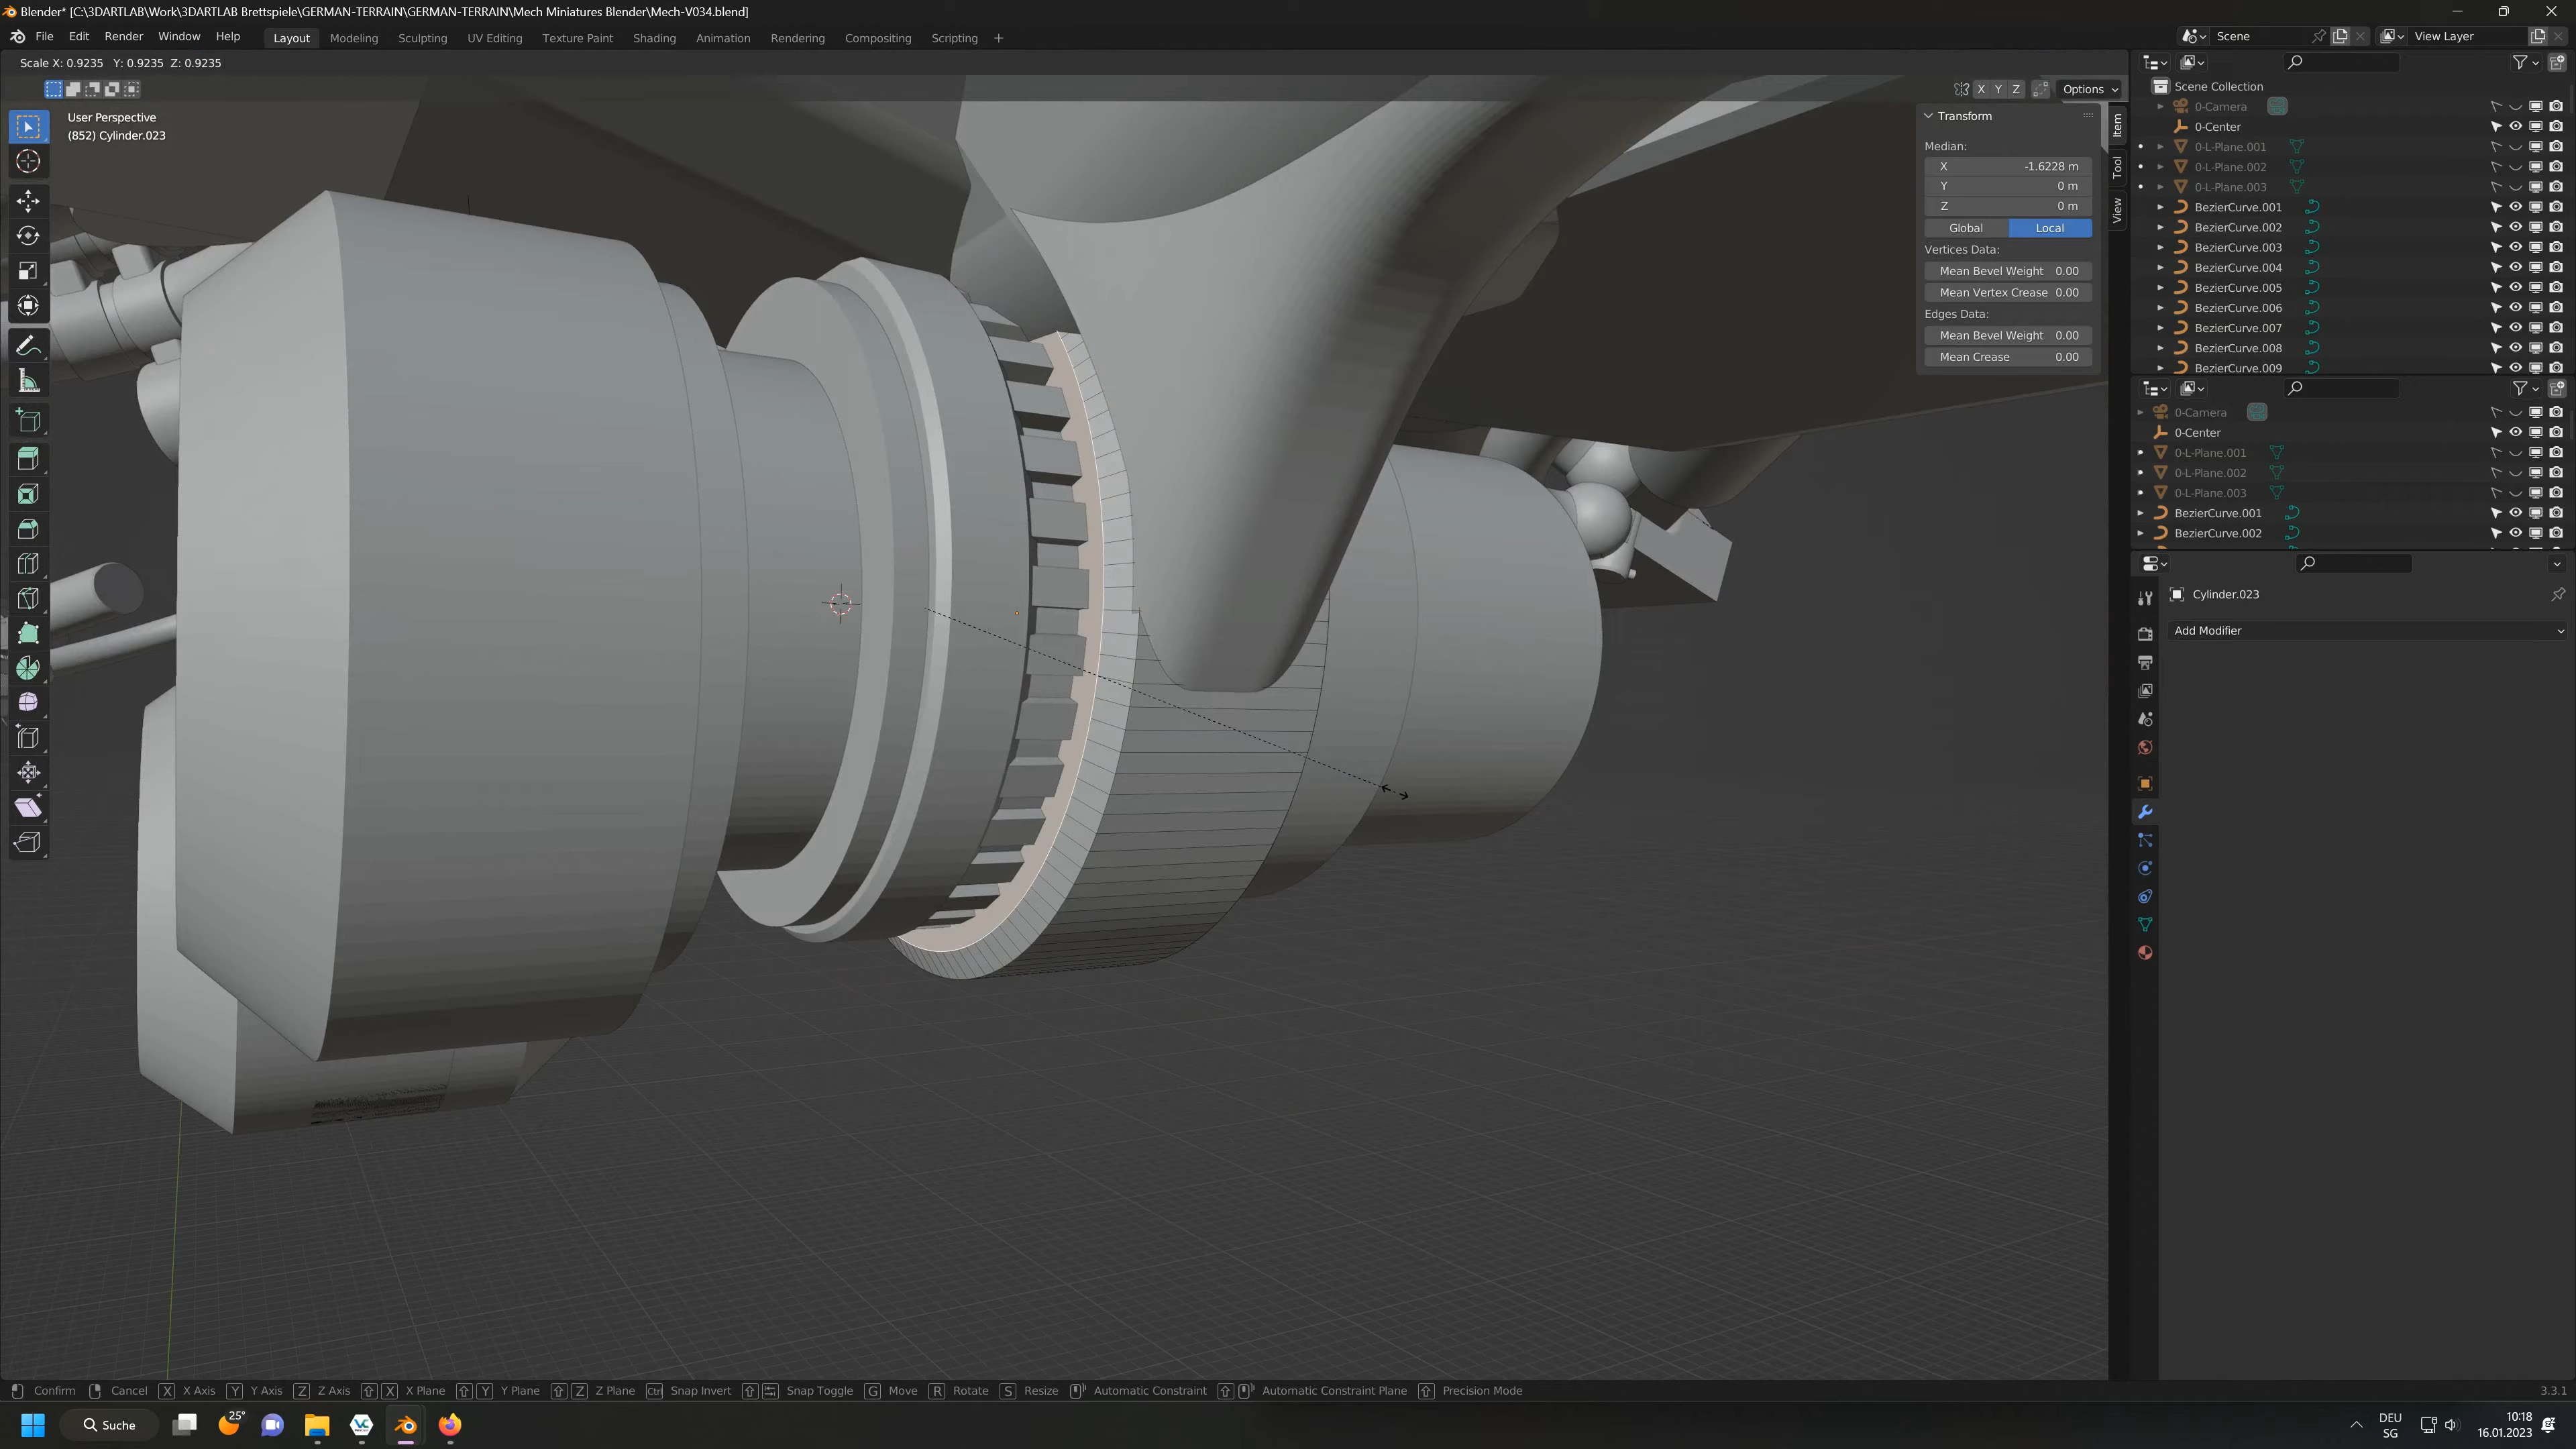 Blender* [C:\3DARTLAB\Work\3DARTLAB Brettspiele\GERMAN-TERRAIN\GERMAN-TERRAIN\Mech Miniatures Blender\Mech-V034.blend]
File Edit Render Window Help Layout Modeling Sculpting UV Editing Texture Paint Shading Animation Rendering Compositing Scripting + Scene View Layer
Scale X: 0.9235 Y: 0.9235 Z: 0.9235
X Y Z Options
User Perspective
(852) Cylinder.023
Transform
Median:
X -1.6228 m
Y 0 m
Z 0 m
Global Local
Vertices Data:
Mean Bevel Weight 0.00
Mean Vertex Crease 0.00
Edges Data:
Mean Bevel Weight 0.00
Mean Crease 0.00
Item
Tool
View
Scene Collection
0-Camera
0-Center
0-L-Plane.001
0-L-Plane.002
0-L-Plane.003
BezierCurve.001
BezierCurve.002
BezierCurve.003
BezierCurve.004
BezierCurve.005
BezierCurve.006
BezierCurve.007
BezierCurve.008
BezierCurve.009
0-Camera
0-Center
0-L-Plane.001
0-L-Plane.002
0-L-Plane.003
BezierCurve.001
BezierCurve.002
Cylinder.023
Add Modifier
Confirm Cancel X X Axis Y Y Axis Z Z Axis X X Plane Y Y Plane Z Z Plane Ctrl Snap Invert Snap Toggle G Move R Rotate S Resize Automatic Constraint Automatic Constraint Plane Precision Mode 3.3.1
Suche 25° DEU SG 10:18 16.01.2023